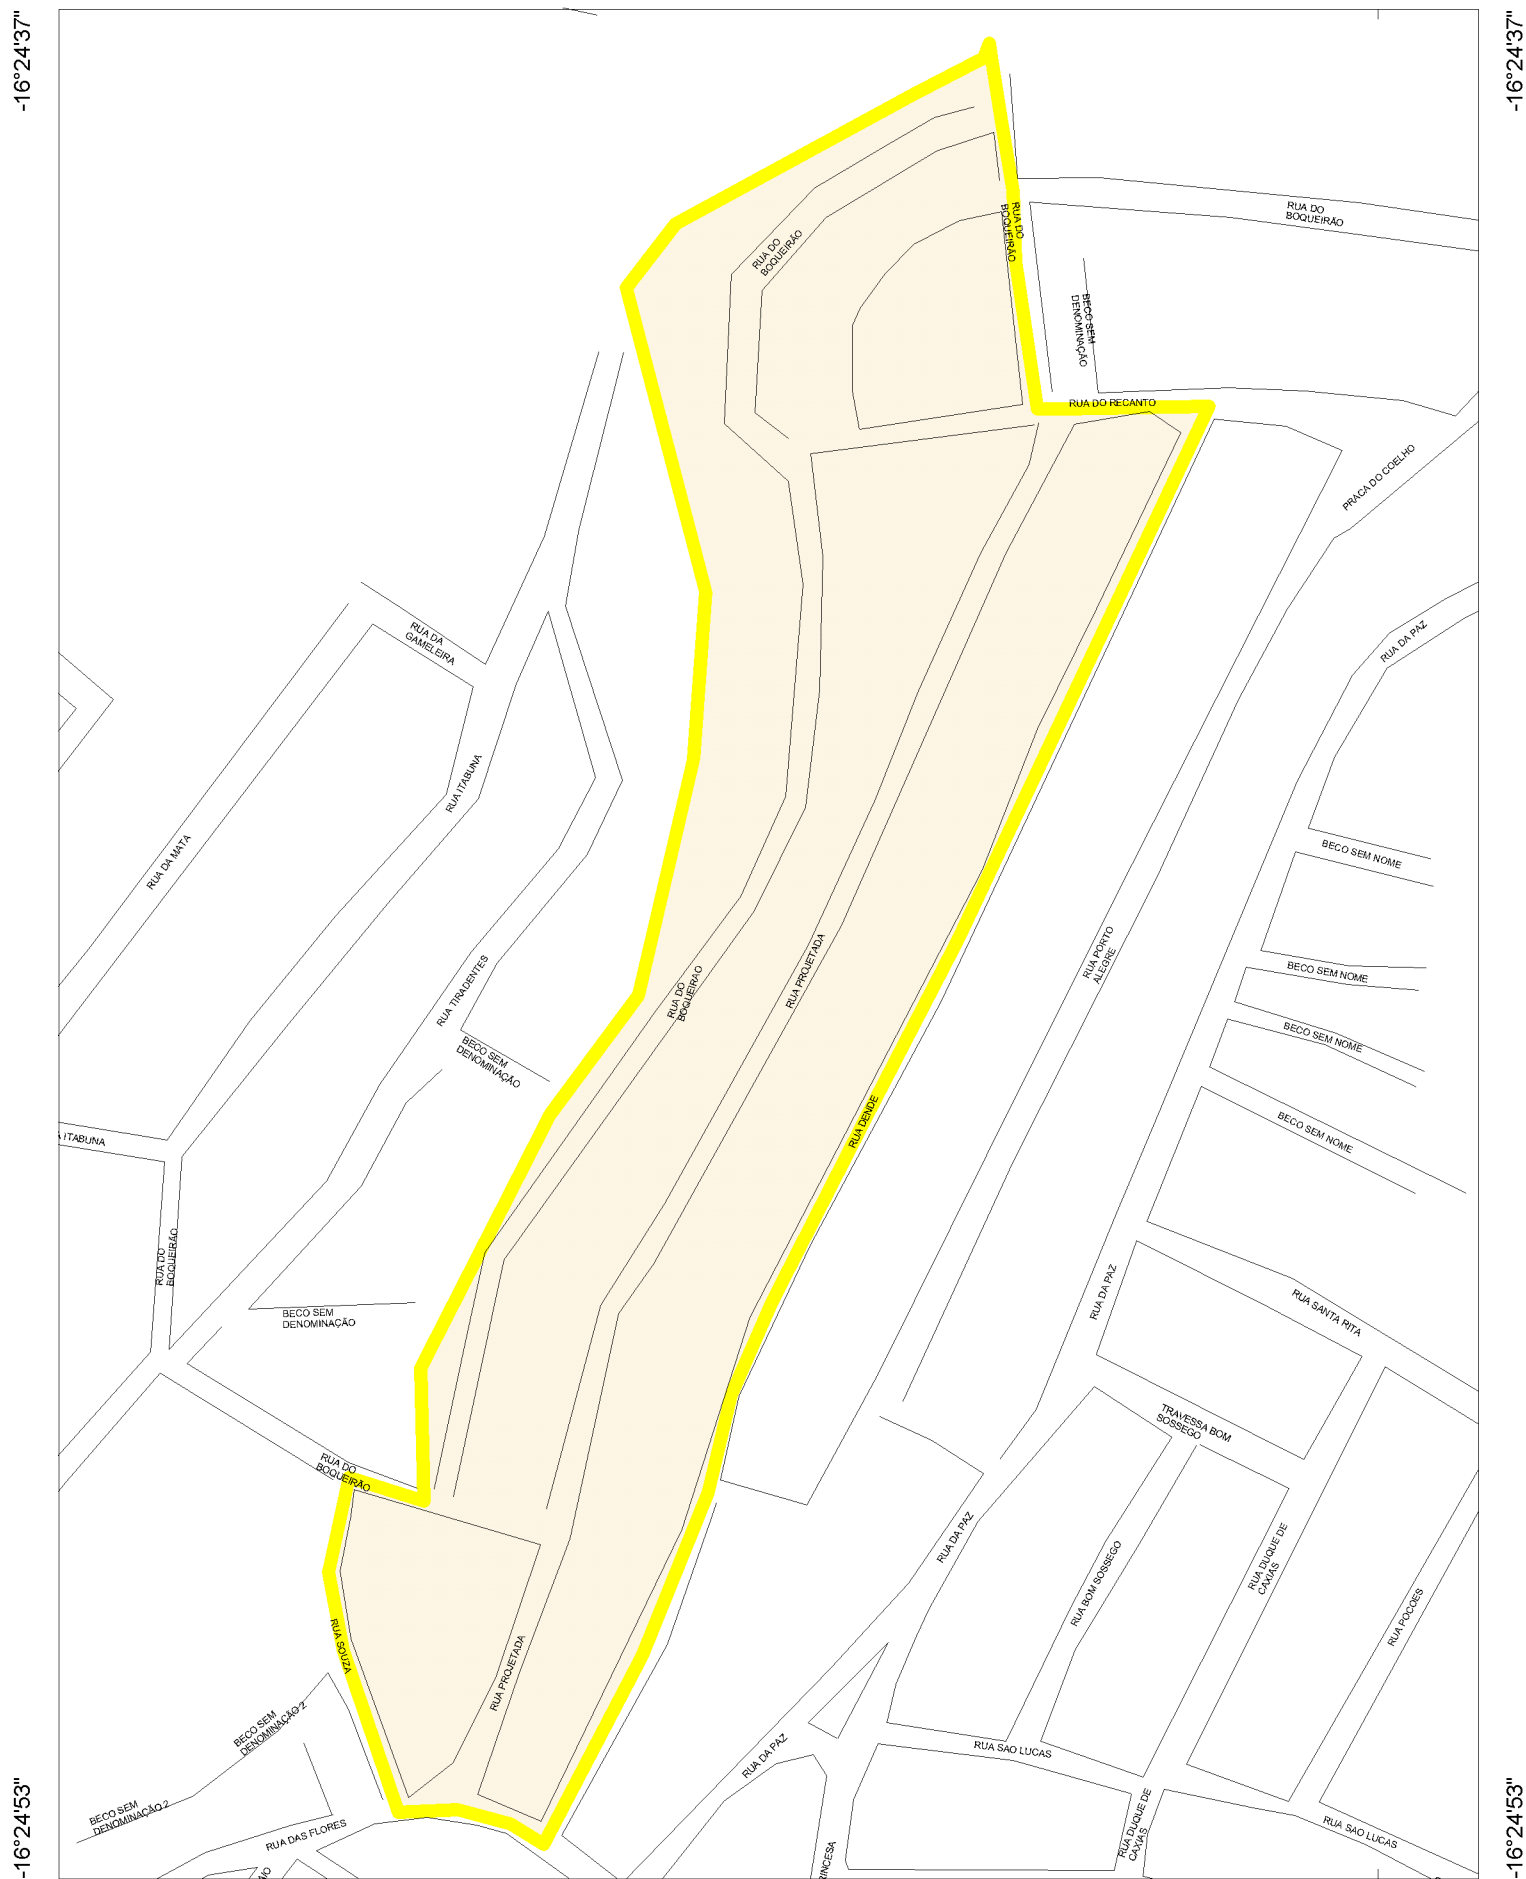 -16°24'37"
-16°24'37"
RUA DO
BOQUEIRÃO
RUA DO
BOQUEIRÃO
RUA DO
BOQUEIRÃO
BECO SEM
DENOMINAÇÃO
RUA DO RECANTO
PRACA DO COELHO
RUA DA
GAMELEIRA
RUA DA PAZ
RUA ITABUNA
RUA DA MATA
BECO SEM NOME
RUA PORTO
ALEGRE
BECO SEM NOME
RUA TIRADENTES
RUA DO
BOQUEIRAO
RUA PROJETADA
BECO SEM NOME
BECO SEM
DENOMINAÇÃO
RUA DENDE
BECO SEM NOME
ITABUNA
RUA DO
BOQUEIRÃO
BECO SEM
DENOMINAÇÃO
RUA DA PAZ
RUA SANTA RITA
TRAVESSA BOM
SOSSEGO
RUA DO
BOQUEIRÃO
RUA DA PAZ
RUA BOM SOSSEGO
RUA DUQUE DE
CAXIAS
RUA POCOES
RUA SOUZA
RUA PROJETADA
BECO SEM
DENOMINAÇÃO 2
RUA DA PAZ
RUA SAO LUCAS
BECO SEM
DENOMINAÇÃO 2
RUA DAS FLORES
RUA DUQUE DE
CAXIAS
RUA SAO LUCAS
RINCESA
-16°24'53"
-16°24'53"